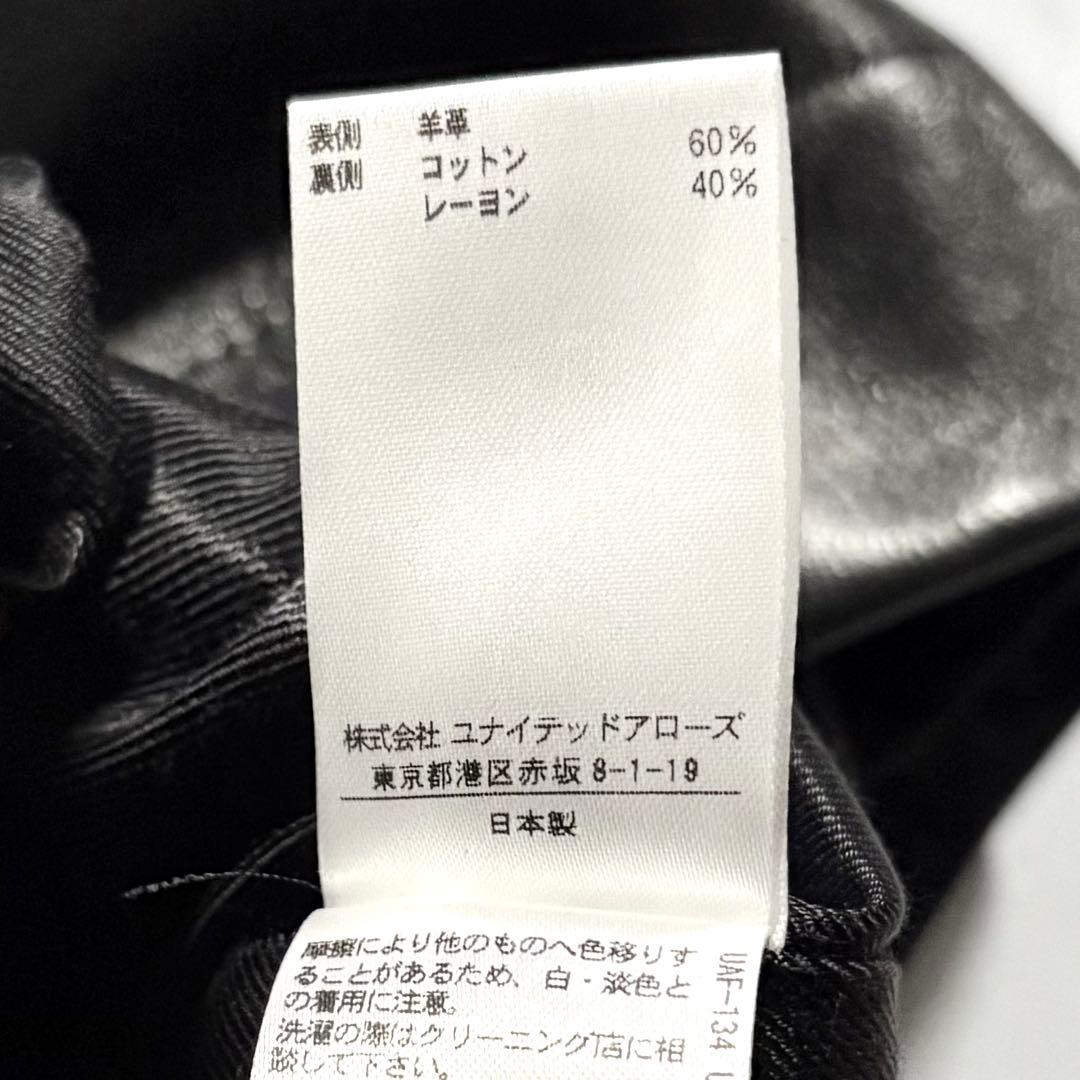 表側 羊革
裏側 コットン 60%
レーヨン 40%
株式会社 ユナイテッドアローズ
東京都港区赤坂 8-1-19
日本製
摩擦により他のものへ色移りす
ることがあるため、白・淡色と
の着用に注意。
洗濯の際はクリーニング店に相
談して下さい。
UAF-134